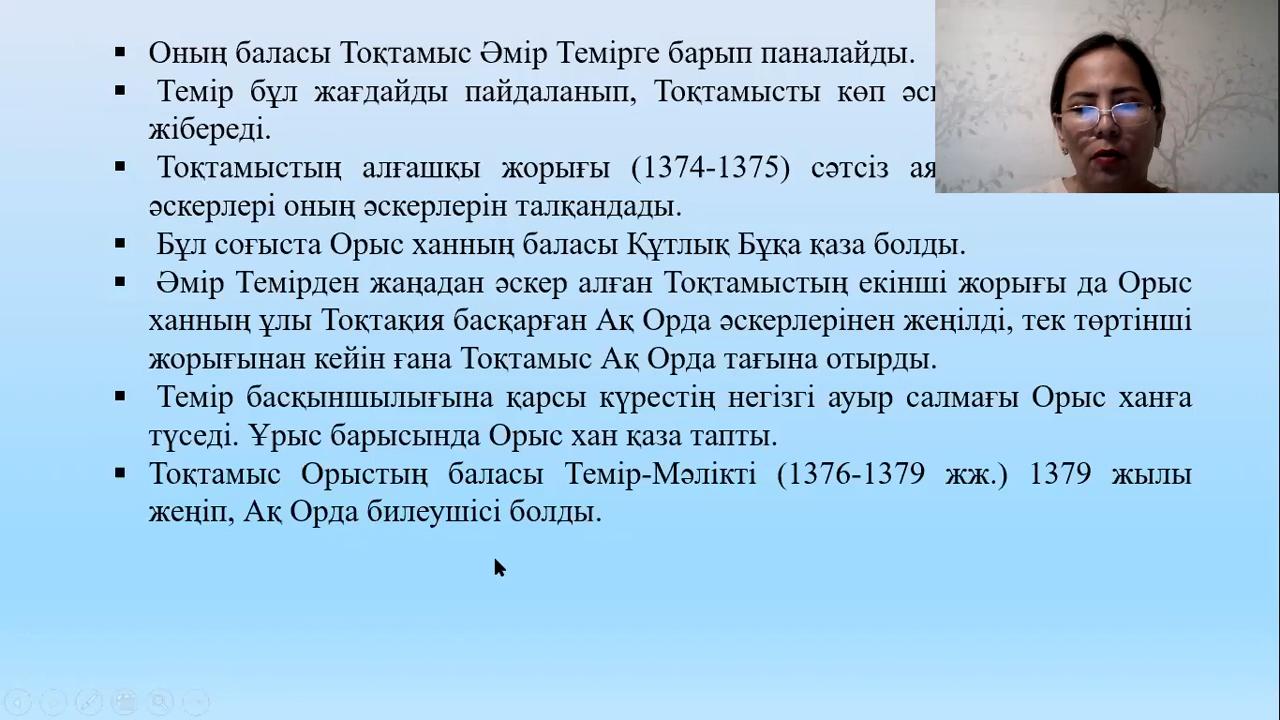 Оның баласы Тоқтамыс Әмір Темірге барып паналайды.
Темір бұл жағдайды пайдаланып, Тоқтамысты көп
жібереді.
Тоқтамыстың алғашқы жорығы (1374-1375) сәтсіз
әскерлері оның әскерлерін талқандады.
Бұл соғыста Орыс ханның баласы Құтлық Бұқа қаза болды.
Әмір Темірден жаңадан әскер алған Тоқтамыстың екінші жорығы да Орыс
ханның ұлы Тоқтақия басқарған Ақ Орда әскерлерінен жеңілді, тек төртінші
жорығынан кейін ғана Тоқтамыс Ақ Орда тағына отырды.
Темір басқыншылығына қарсы күрестің негізгі ауыр салмағы Орыс ханға
түседі. Ұрыс барысында Орыс хан қаза тапты.
Тоқтамыс Орыстың баласы Темір-Мәлікті (1376-1379 жж.) 1379 жылы
жеңіп, Ақ Орда билеушісі болды.